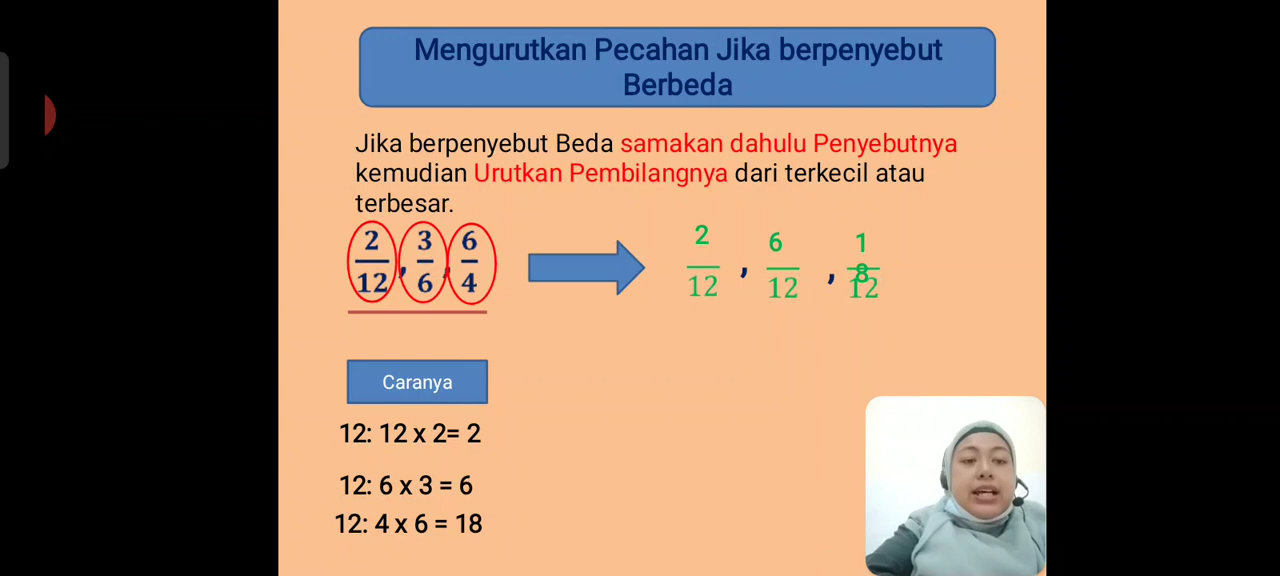 Mengurutkan Pecahan Jika berpenyebut
Berbeda
Jika berpenyebut Beda samakan dahulu Penyebutnya
kemudian Urutkan Pembilangnya dari terkecil atau
terbesar.
2/12, 3/6, 6/4
2/12, 6/12, 18/12
Caranya
12: 12 x 2= 2
12: 6 x 3 = 6
12: 4 x 6 = 18